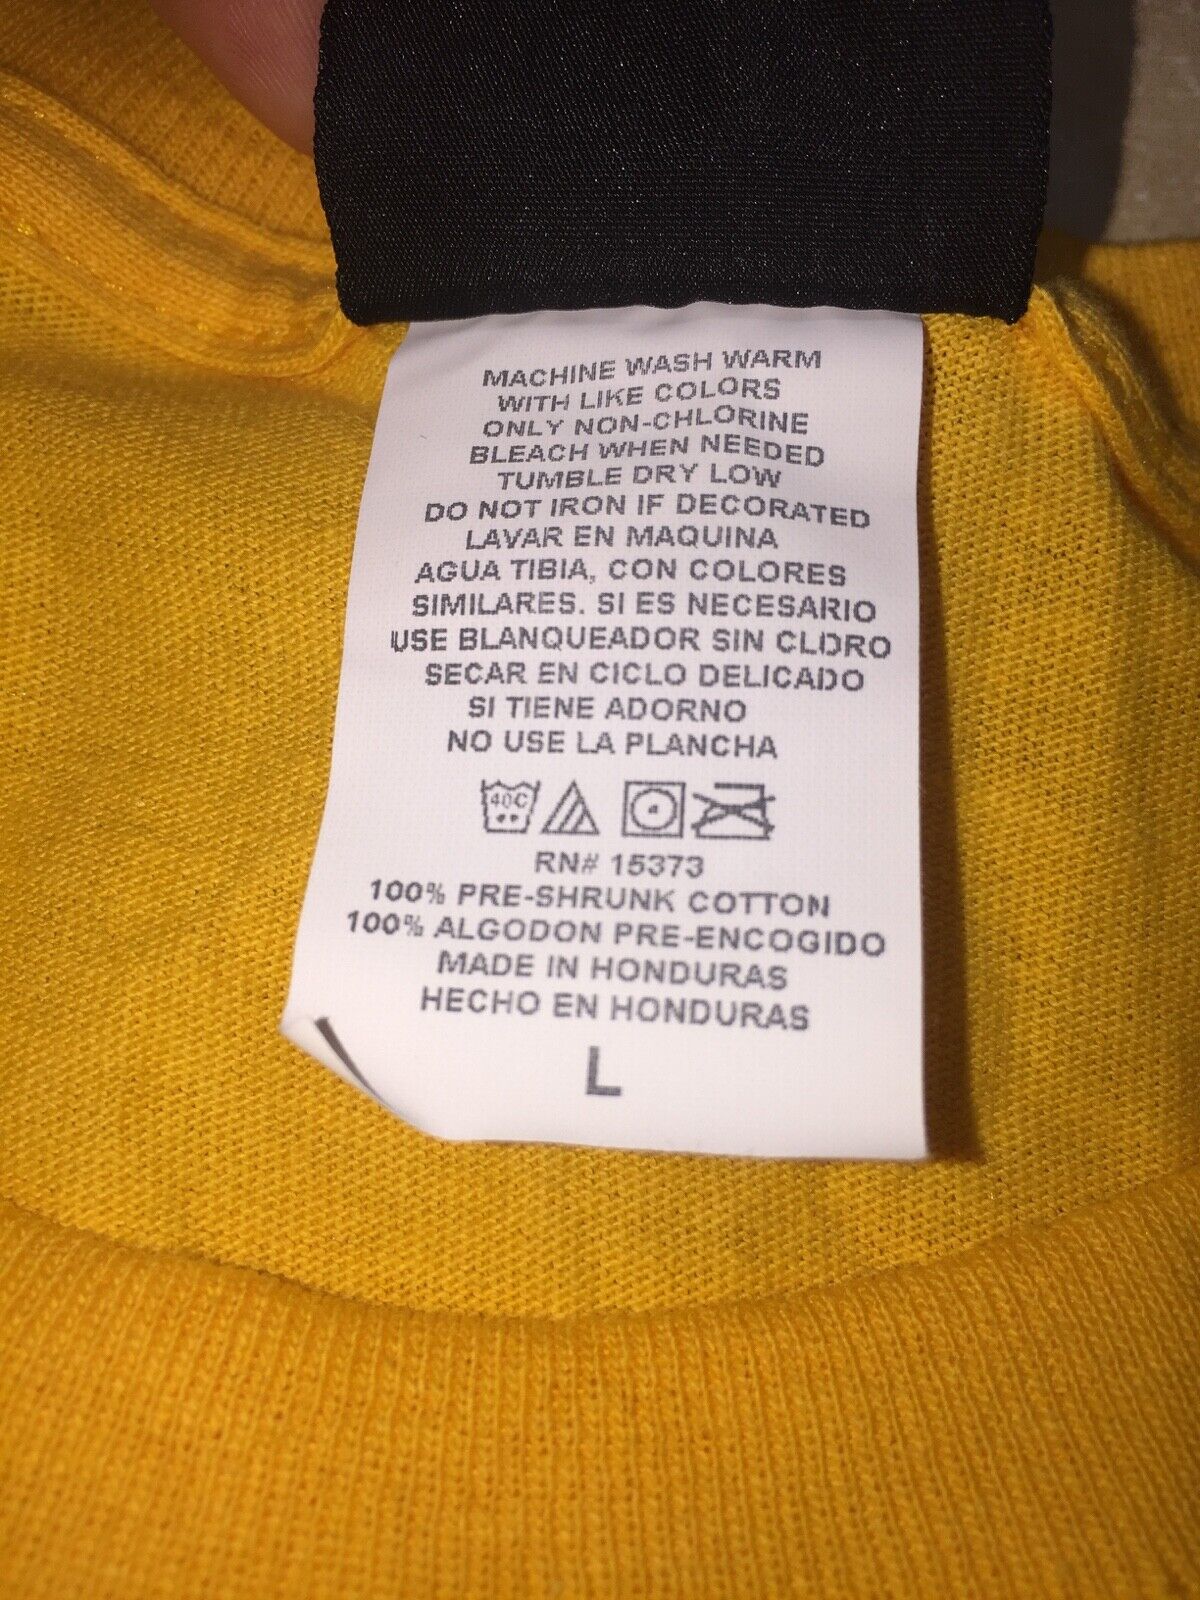 MACHINE WASH WARM
WITH LIKE COLORS
ONLY NON-CHLORINE
BLEACH WHEN NEEDED
TUMBLE DRY LOW
DO NOT IRON IF DECORATED
LAVAR EN MAQUINA
AGUA TIBIA, CON COLORES
SIMILARES. SI ES NECESARIO
USE BLANQUEADOR SIN CLORO
SECAR EN CICLO DELICADO
SI TIENE ADORNO
NO USE LA PLANCHA
40C
RN# 15373
100% PRE-SHRUNK COTTON
100% ALGODON PRE-ENCOGIDO
MADE IN HONDURAS
HECHO EN HONDURAS
L